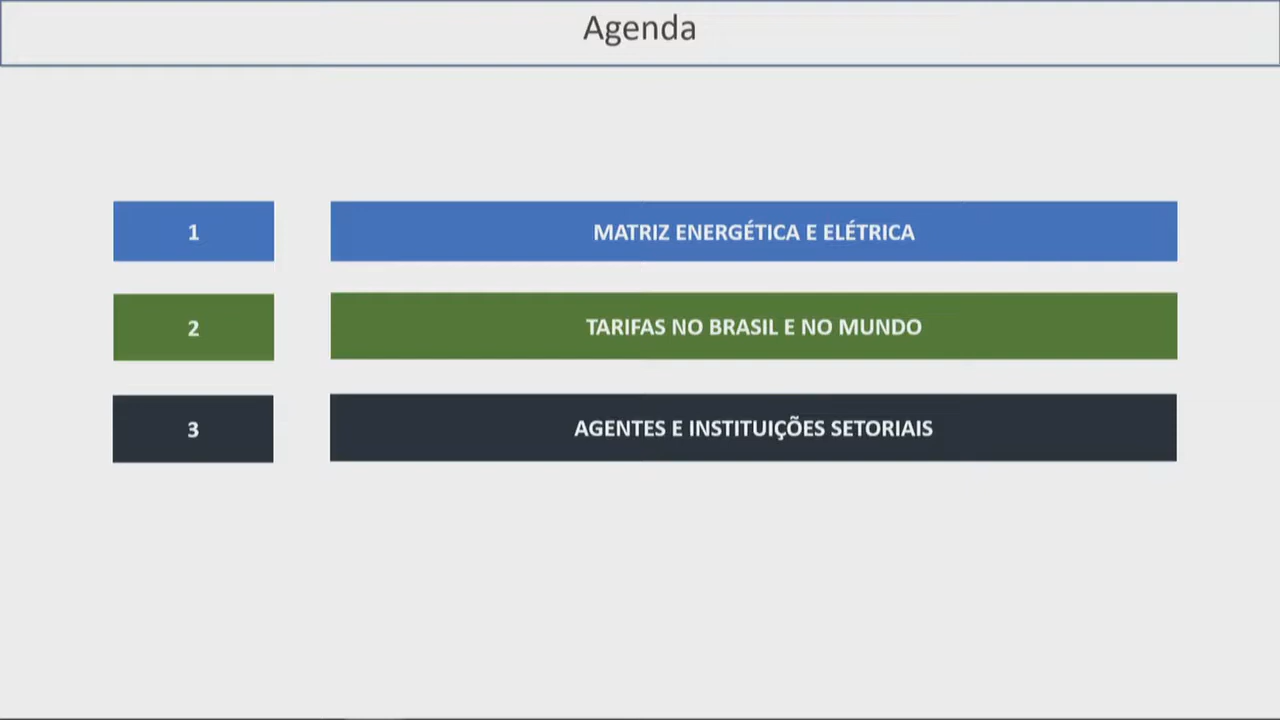 Agenda
1
MATRIZ ENERGÉTICA E ELÉTRICA
2
TARIFAS NO BRASIL E NO MUNDO
3
AGENTES E INSTITUIÇÕES SETORIAIS